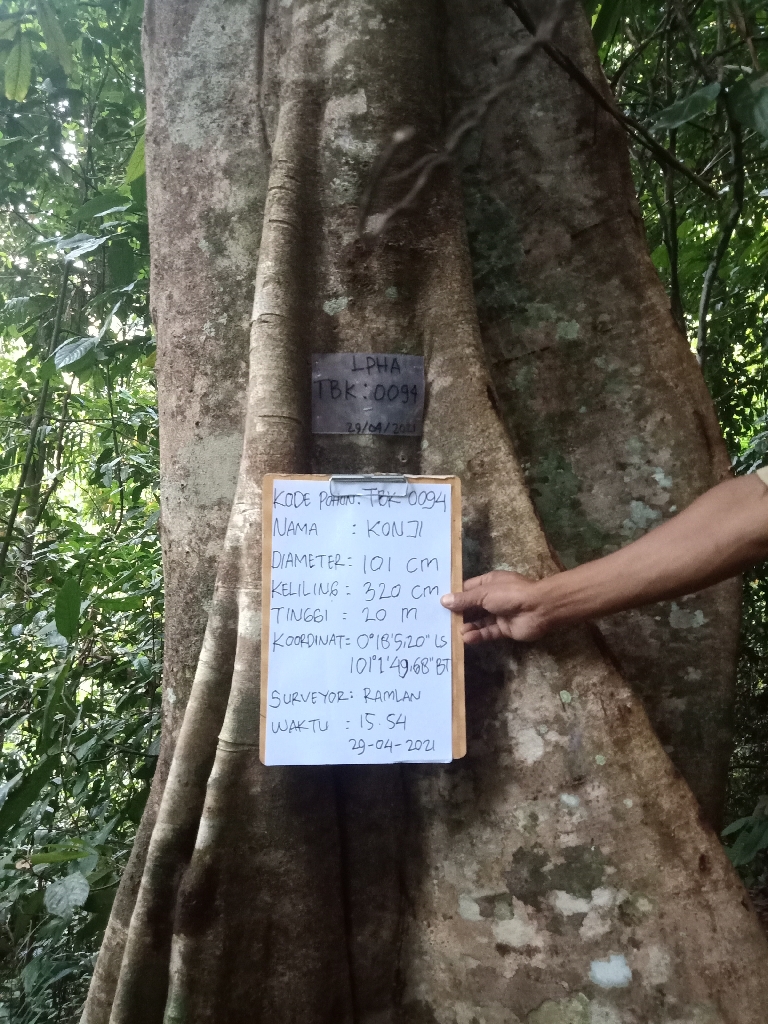 LPHA
TBK : 0094
29/04/2021
KODE POHON : TBK 0094
NAMA : KONJI
DIAMETER = 101 CM
KELILING = 320 CM
TINGGI = 20 M
KOORDINAT = 0°18'5,20" LS
101°1'49,68" BT
SURVEYOR : RAMLAN
WAKTU : 15.54
29-04-2021